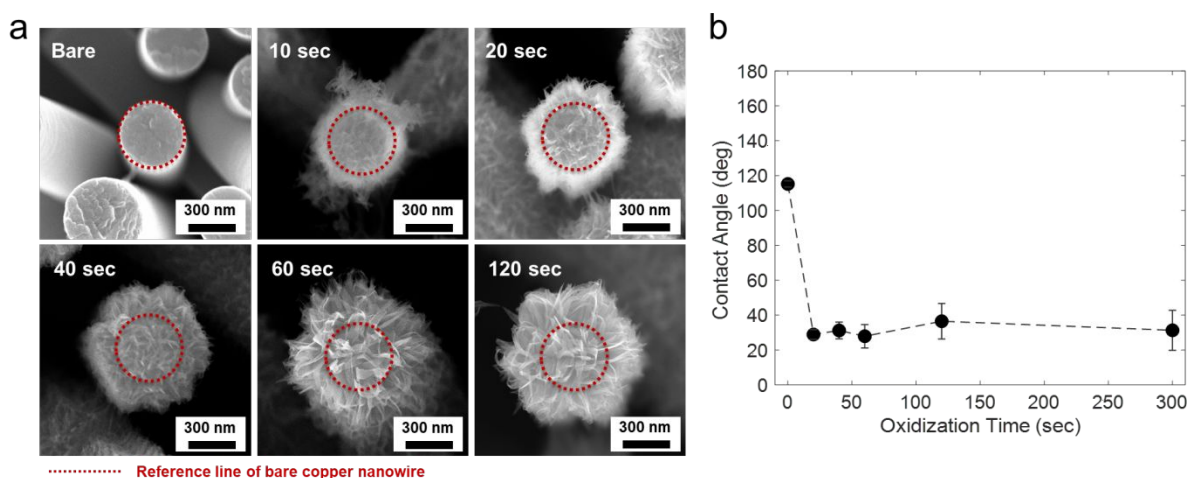 a
Bare
300 nm
10 sec
300 nm
20 sec
300 nm
40 sec
300 nm
60 sec
300 nm
120 sec
300 nm
Reference line of bare copper nanowire
b
180
160
140
120
100
80
60
40
20
0
Contact Angle (deg)
0 50 100 150 200 250 300
Oxidization Time (sec)